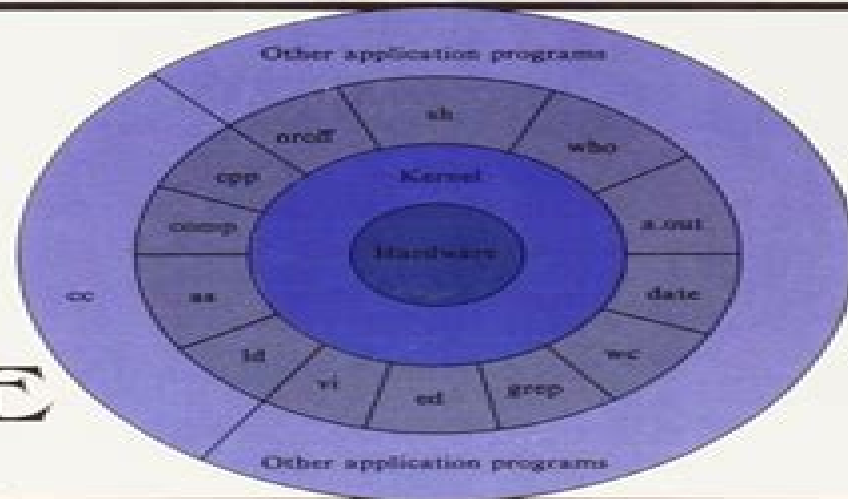 Other application programs
sh
nroff
who
cpp
Kernel
comp
a.out
Hardware
cc
as
date
ld
wc
vi
ed
grep
E
Other application programs